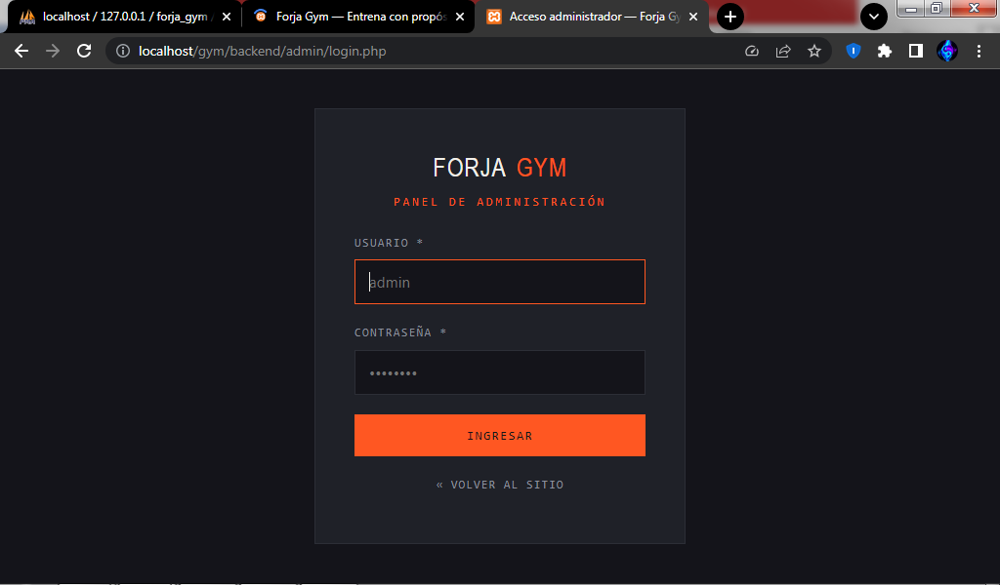 localhost / 127.0.0.1 / forja_gym
Forja Gym — Entrena con propós
Acceso administrador — Forja Gy
localhost/gym/backend/admin/login.php
FORJA GYM
PANEL DE ADMINISTRACIÓN
USUARIO *
admin
CONTRASEÑA *
••••••••
INGRESAR
« VOLVER AL SITIO